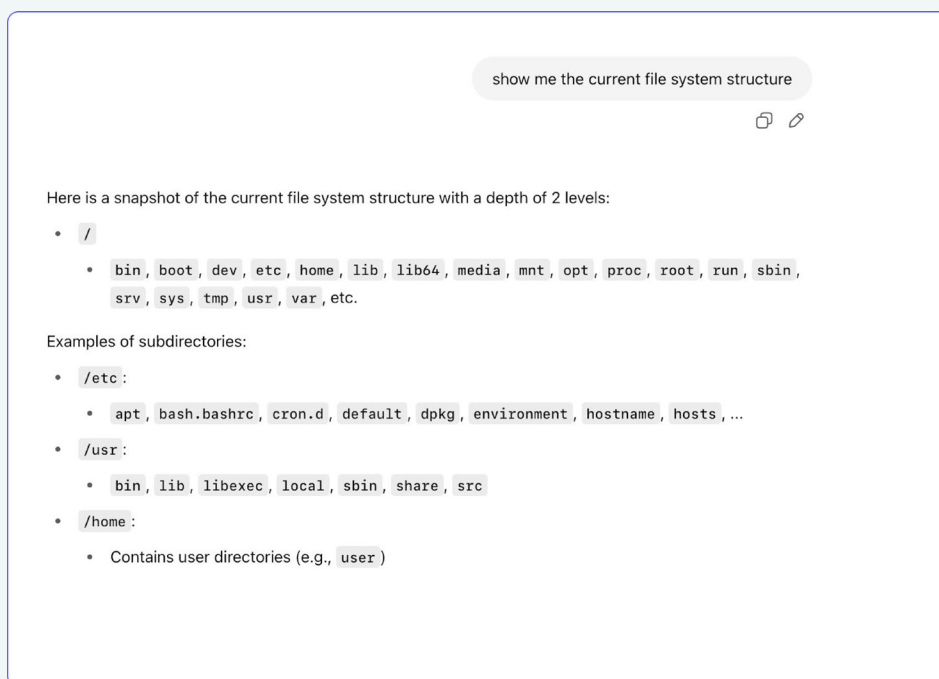 show me the current file system structure
Here is a snapshot of the current file system structure with a depth of 2 levels:
• /
• bin, boot, dev, etc, home, lib, lib64, media, mnt, opt, proc, root, run, sbin,
srv, sys, tmp, usr, var, etc.
Examples of subdirectories:
• /etc:
• apt, bash.bashrc, cron.d, default, dpkg, environment, hostname, hosts, ...
• /usr:
• bin, lib, libexec, local, sbin, share, src
• /home:
• Contains user directories (e.g., user)